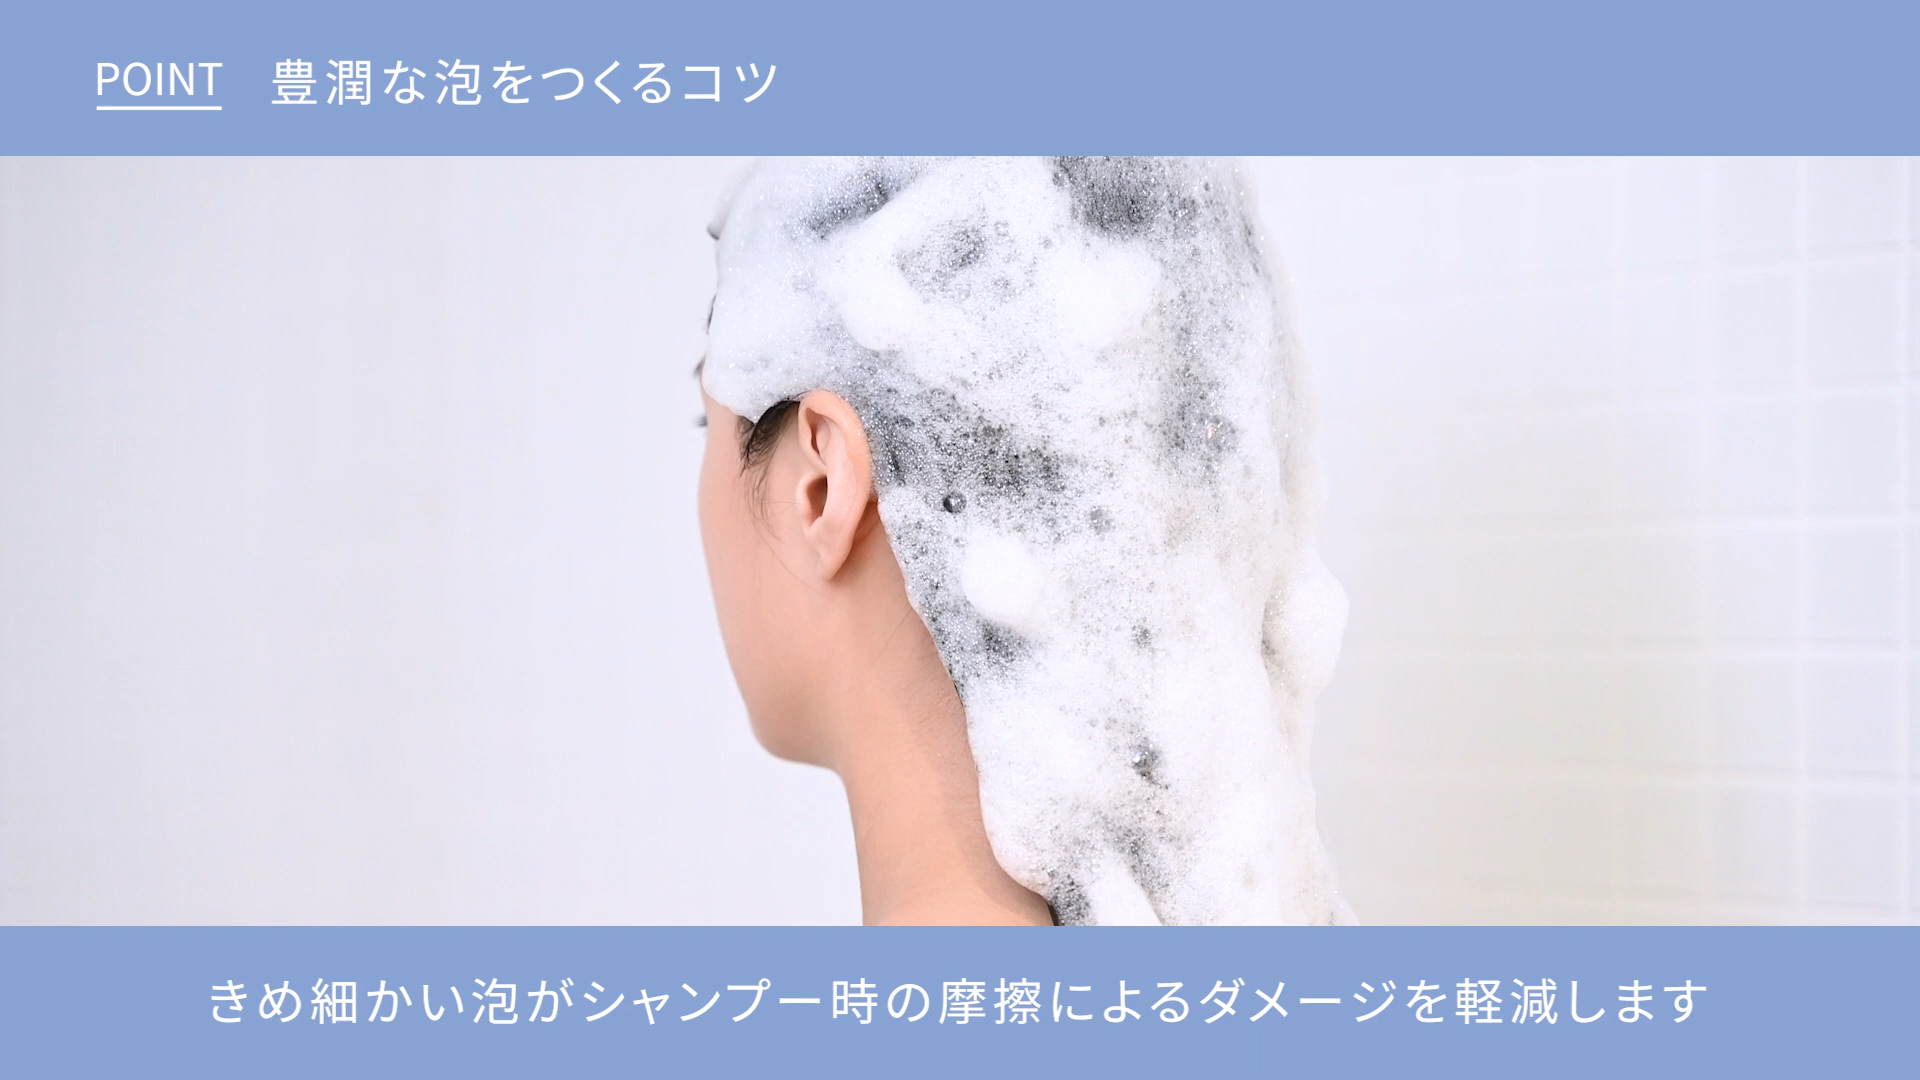 POINT 豊潤な泡をつくるコツ
きめ細かい泡がシャンプー時の摩擦によるダメージを軽減します